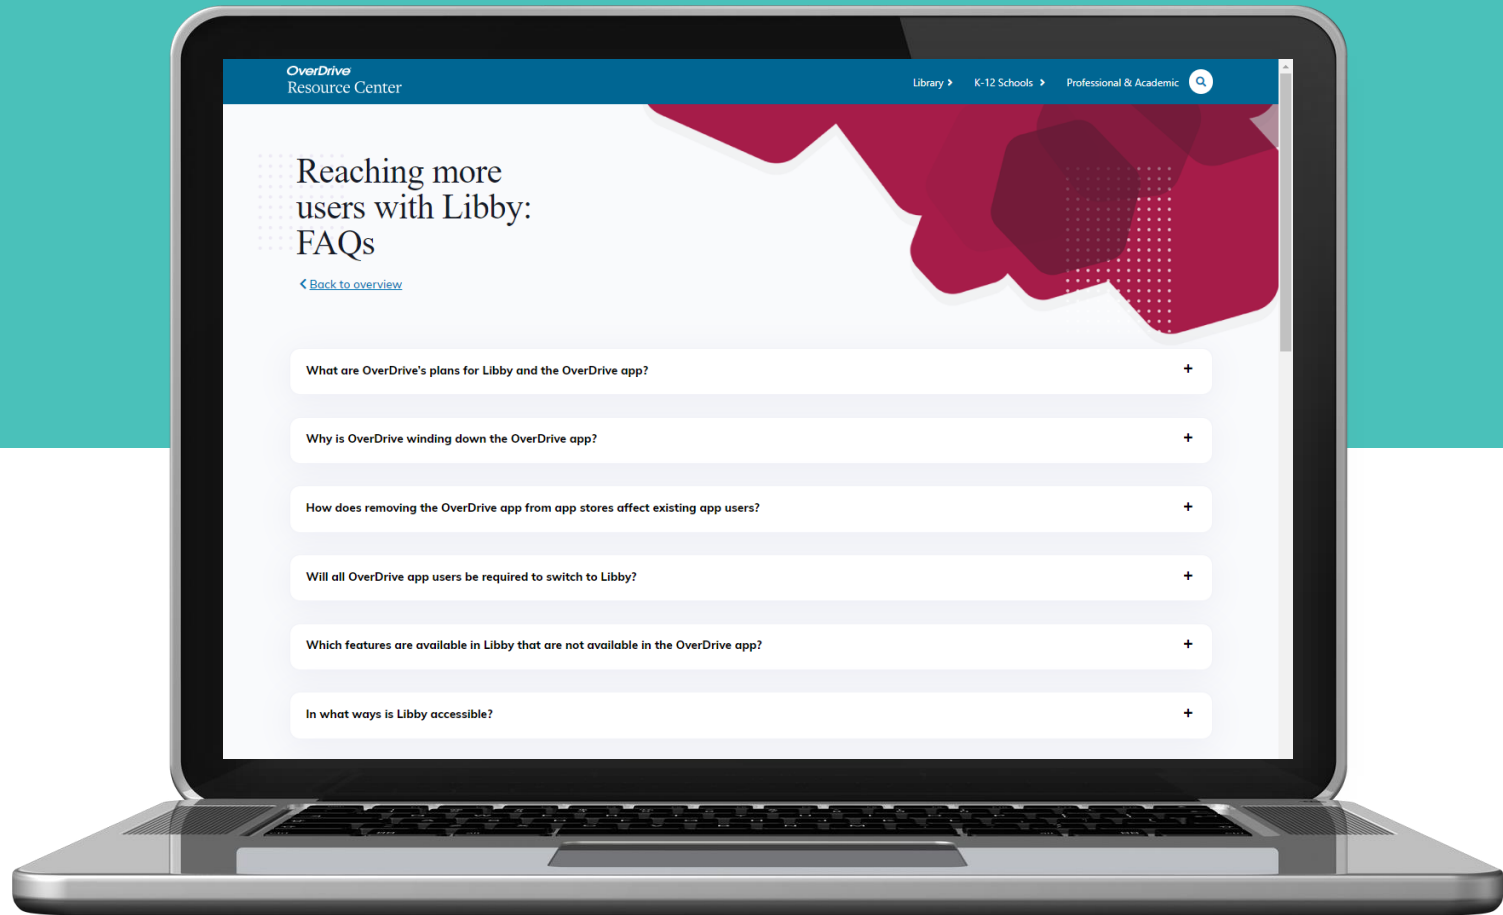 OverDrive
Resource Center
Library
K-12 Schools
Professional & Academic
Reaching more
users with Libby:
FAQs
Back to overview
What are OverDrive's plans for Libby and the OverDrive app?
Why is OverDrive winding down the OverDrive app?
How does removing the OverDrive app from app stores affect existing app users?
Will all OverDrive app users be required to switch to Libby?
Which features are available in Libby that are not available in the OverDrive app?
In what ways is Libby accessible?